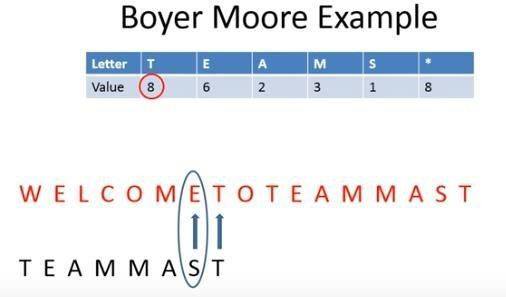 Boyer Moore Example
Letter T E A M S *
Value 8 6 2 3 1 8
W E L C O M E T O T E A M M A S T
T E A M M A S T